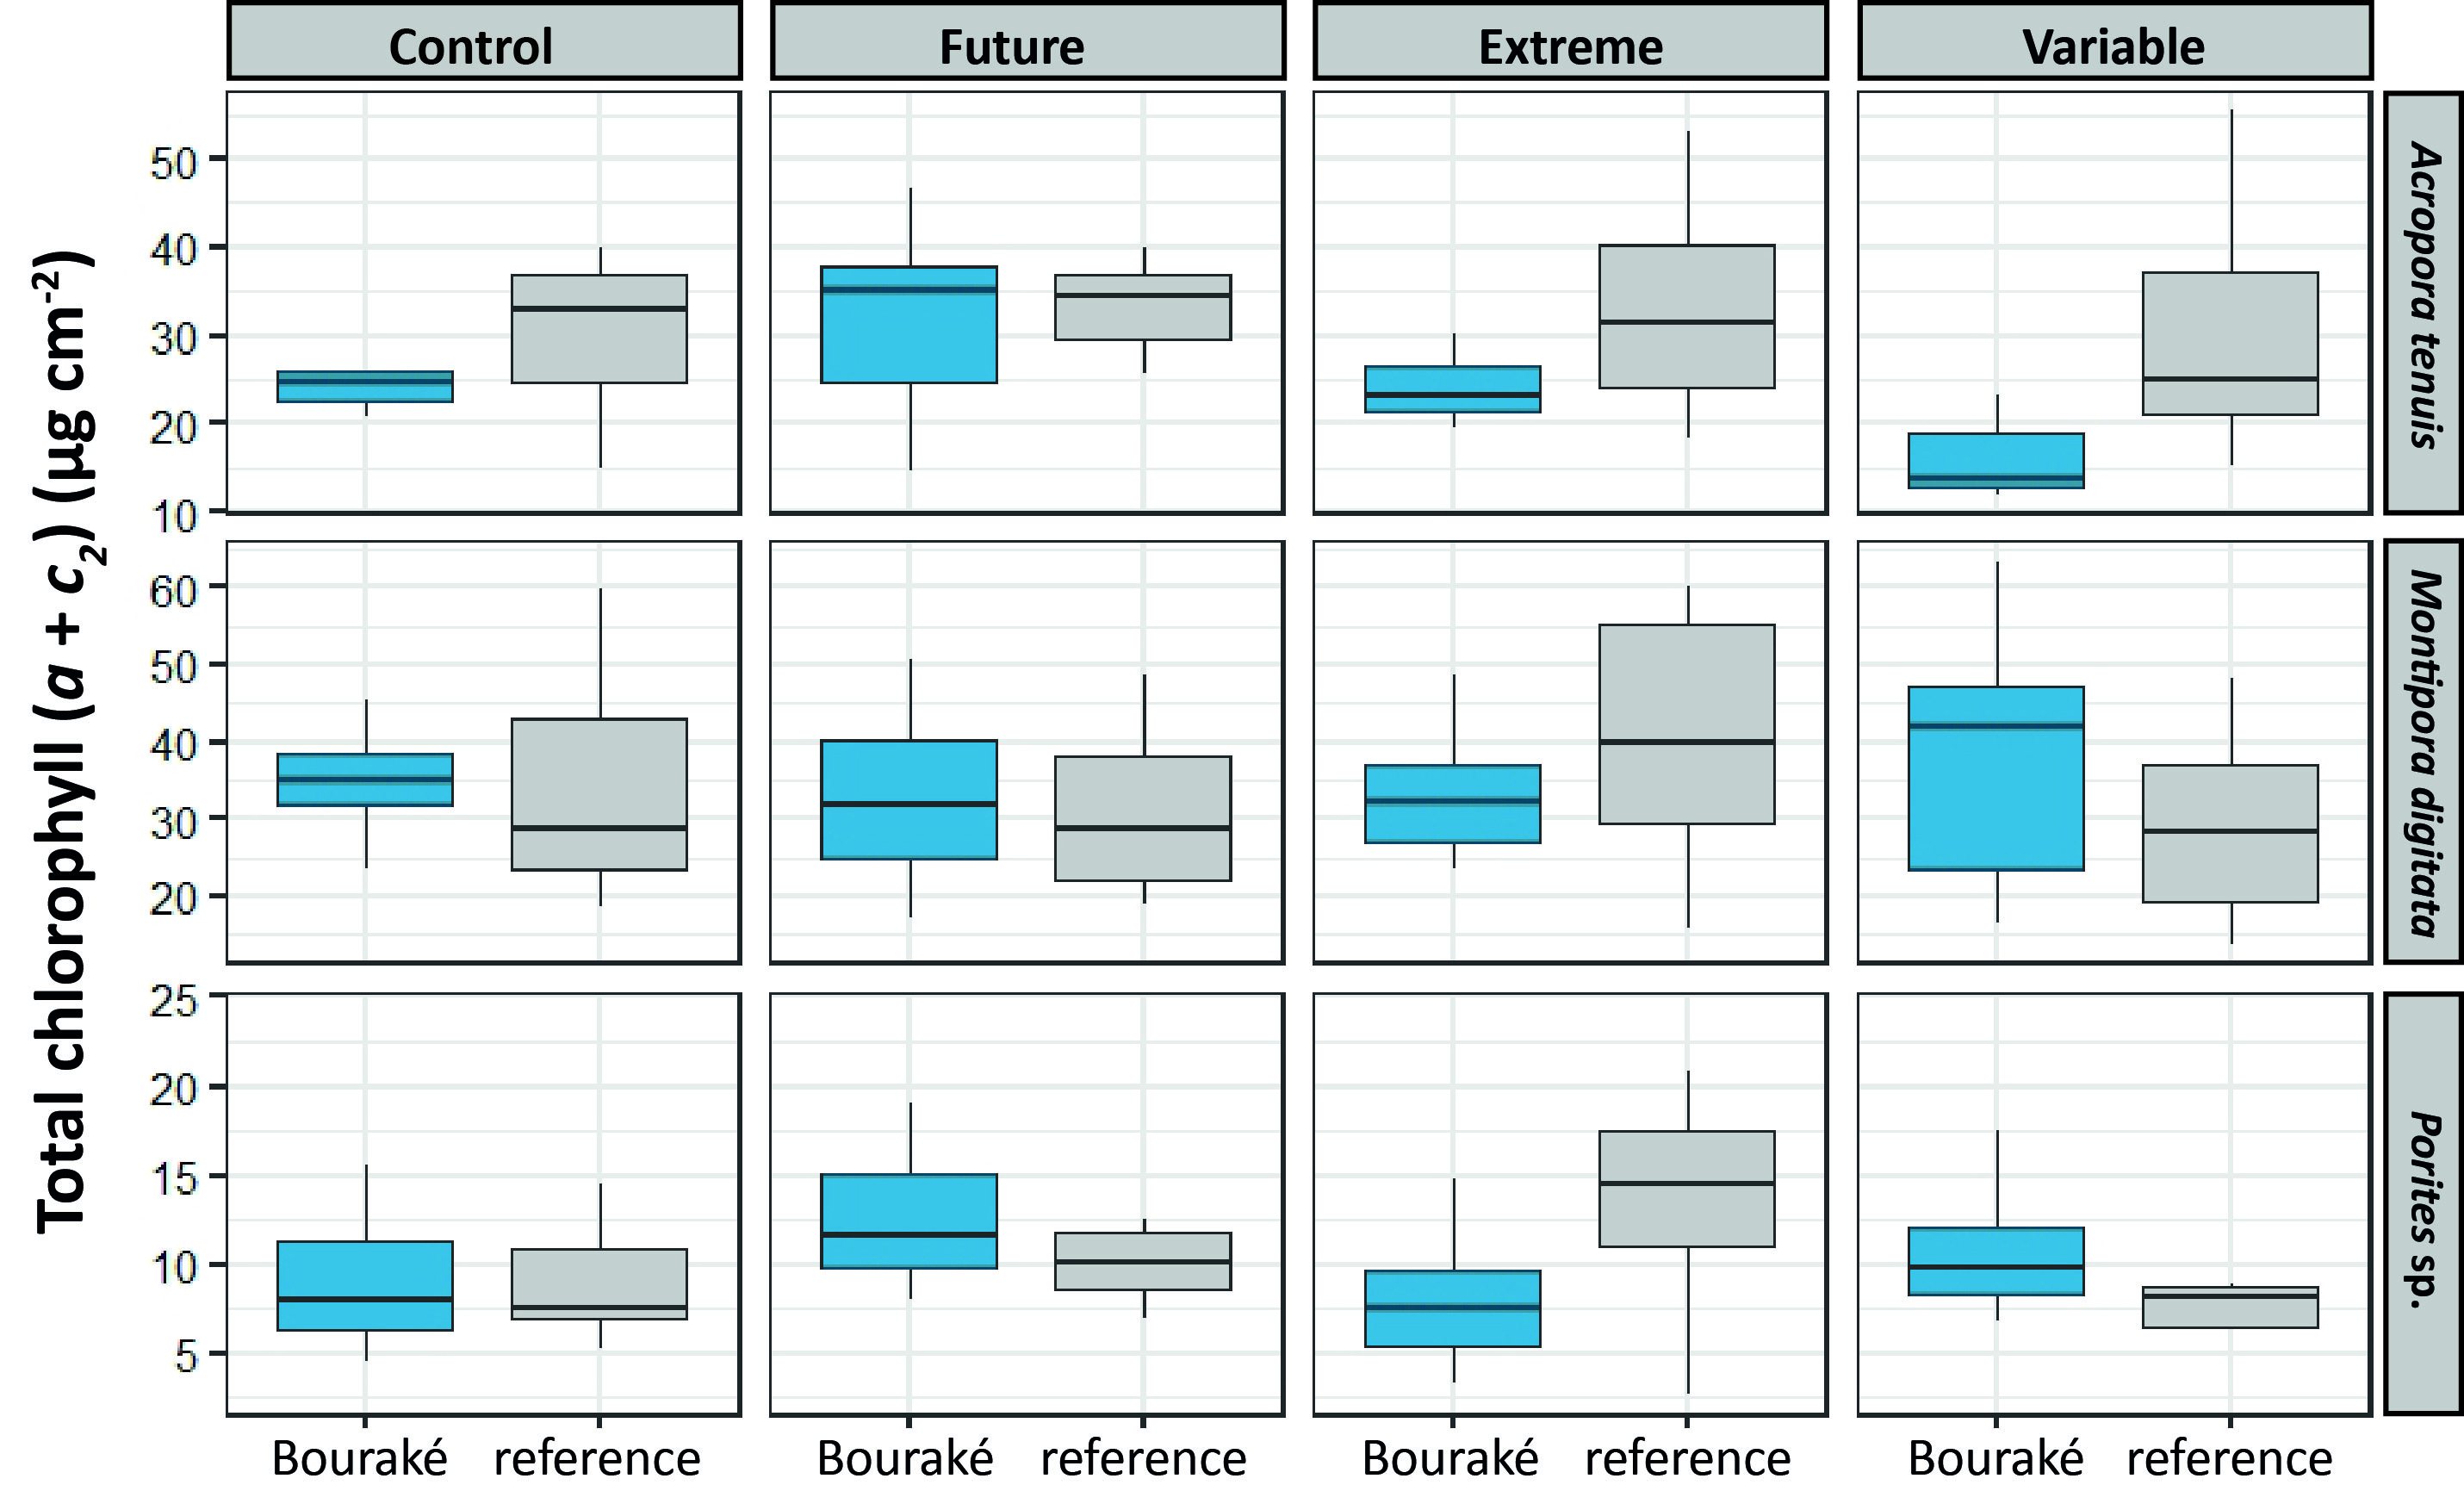 Control Future Extreme Variable
Total chlorophyll (a + c₂) (µg cm⁻²)
50
40
30
20
10
Acropora tenuis
60
50
40
30
20
Montipora digitata
25
20
15
10
5
Porites sp.
Bouraké reference Bouraké reference Bouraké reference Bouraké reference